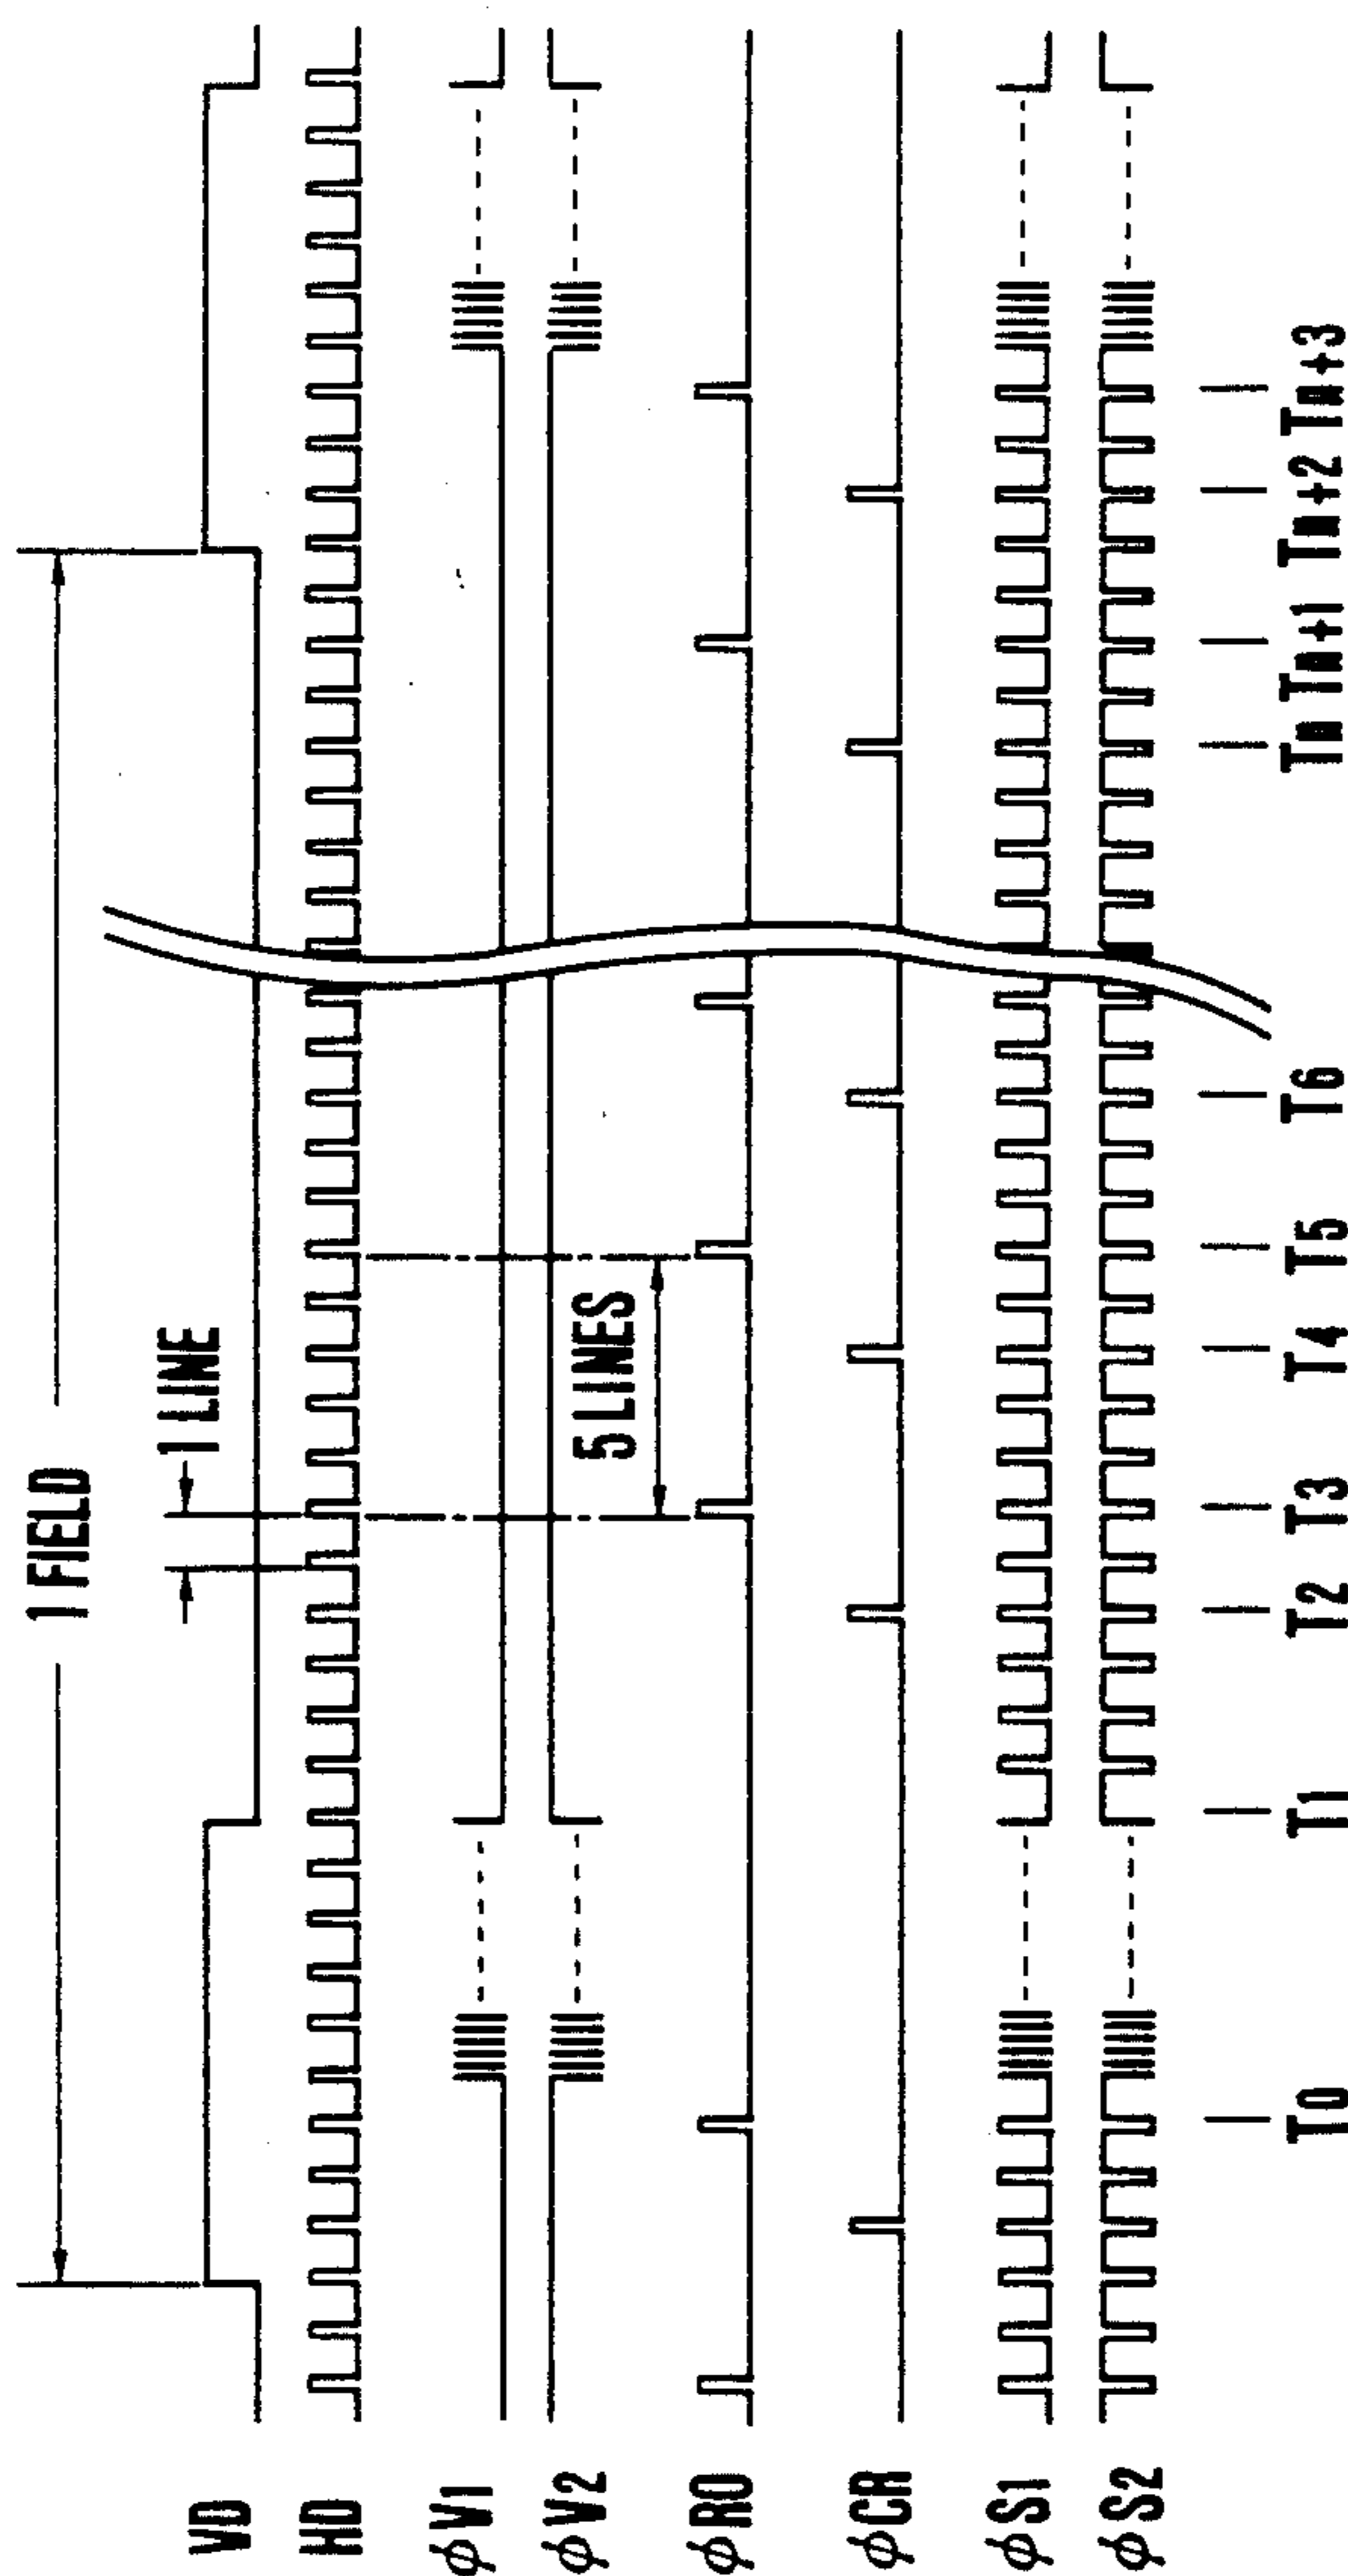 1 FIELD
1 LINE
5 LINES
VD
HD
φV1
φV2
φRO
φCR
φS1
φS2
T0 T1 T2 T3 T4 T5 T6 Tn Tn+1 Tn+2 Tn+3